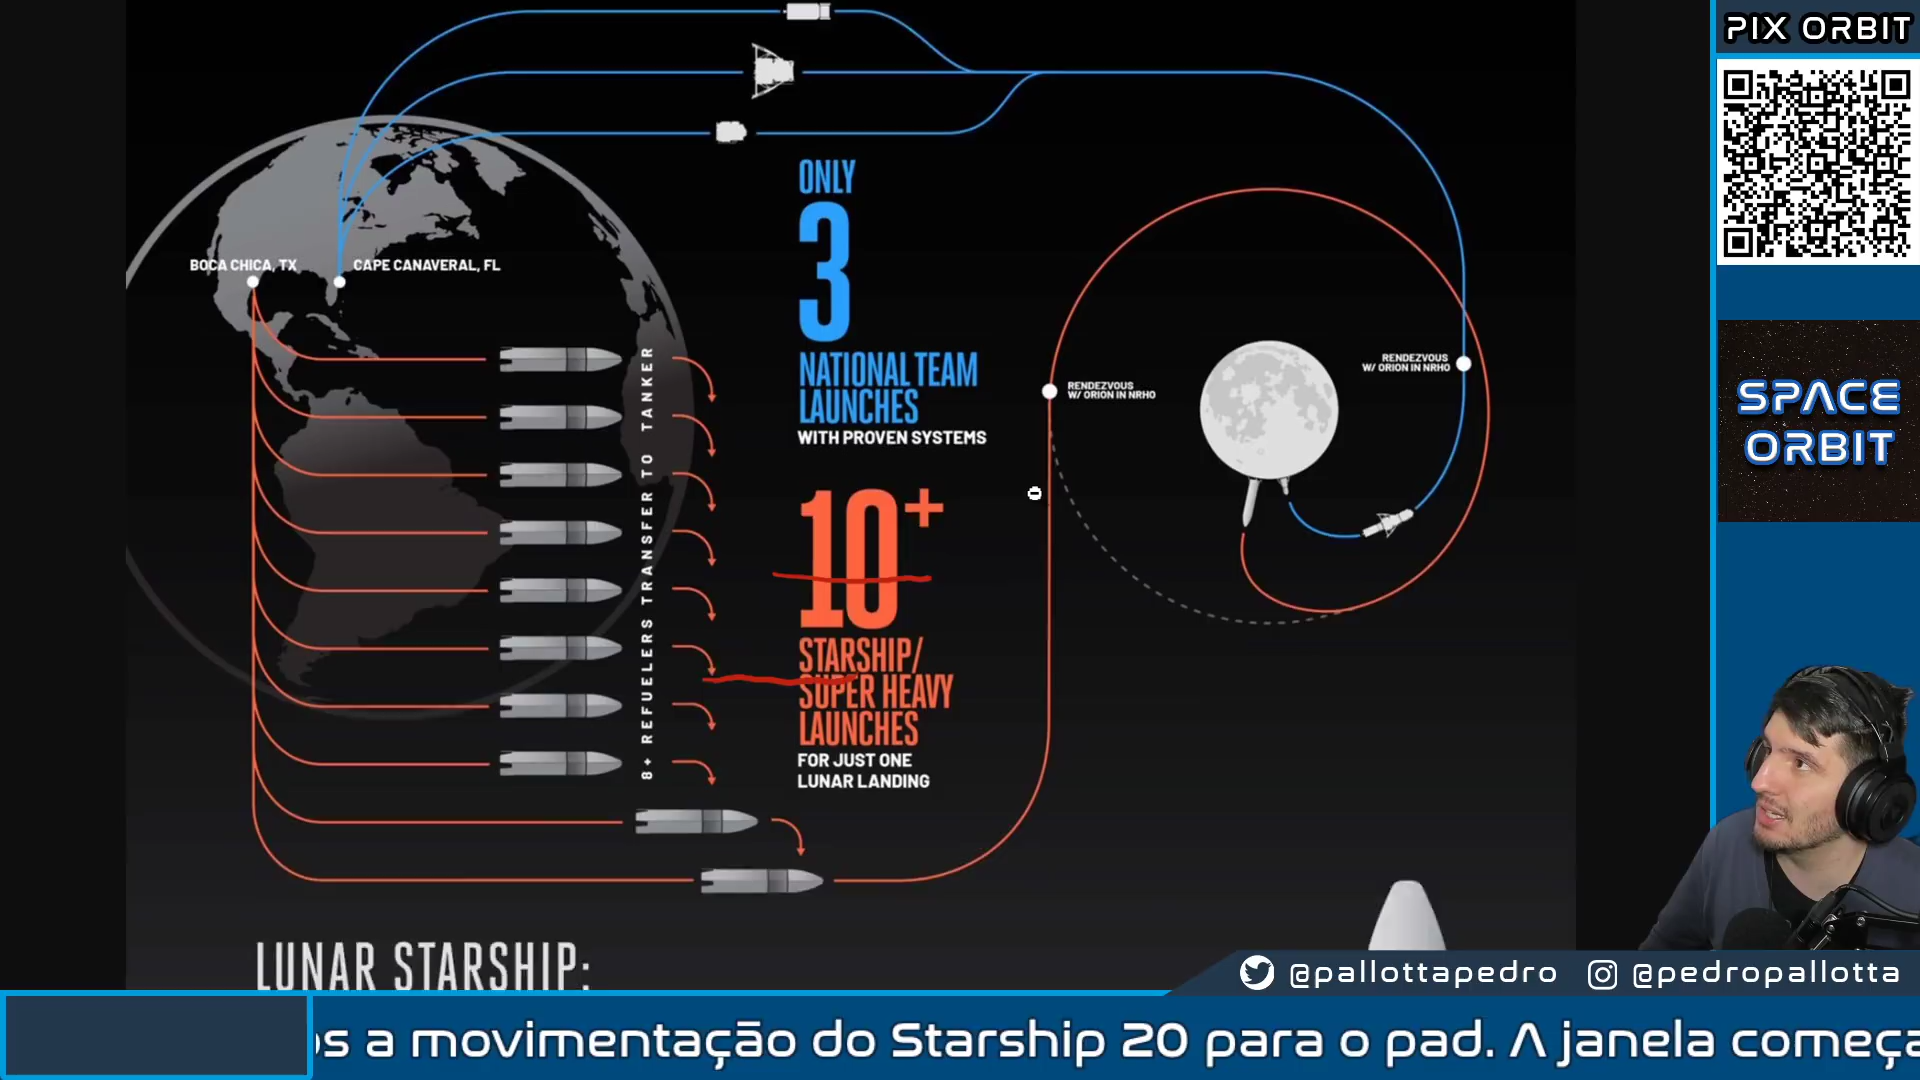 PIX ORBIT
ONLY
3
NATIONAL TEAM
LAUNCHES
WITH PROVEN SYSTEMS
BOCA CHICA, TX
CAPE CANAVERAL, FL
8+ REFUELERS TRANSFER TO TANKER
10+
STARSHIP/
SUPER HEAVY
LAUNCHES
FOR JUST ONE
LUNAR LANDING
RENDEZVOUS
W/ ORION IN NRHO
RENDEZVOUS
W/ ORION IN NRHO
SPACE
ORBIT
LUNAR STARSHIP:
@pallottapedro
@pedropallotta
os a movimentação do Starship 20 para o pad. A janela começa